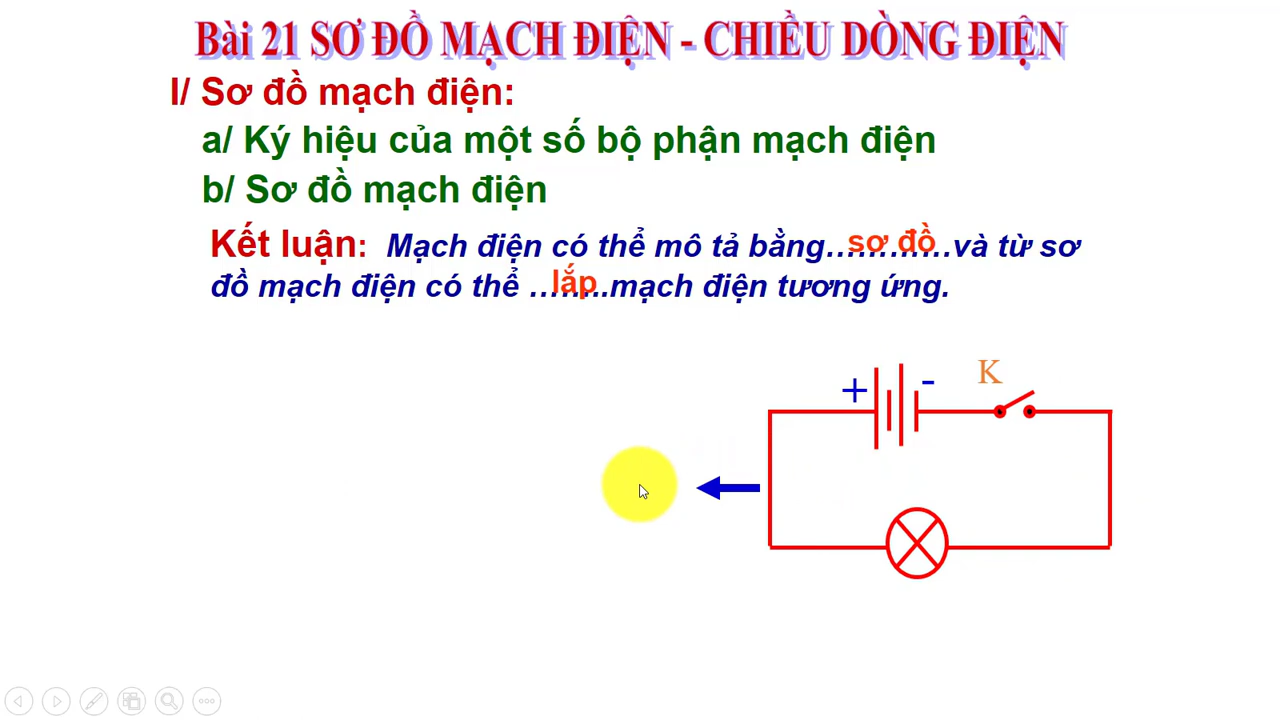 Bài 21 SƠ ĐỒ MẠCH ĐIỆN - CHIỀU DÒNG ĐIỆN
I/ Sơ đồ mạch điện:
a/ Ký hiệu của một số bộ phận mạch điện
b/ Sơ đồ mạch điện
Kết luận: Mạch điện có thể mô tả bằng…sơ đồ…và từ sơ
đồ mạch điện có thể …lắp...mạch điện tương ứng.
+ - K